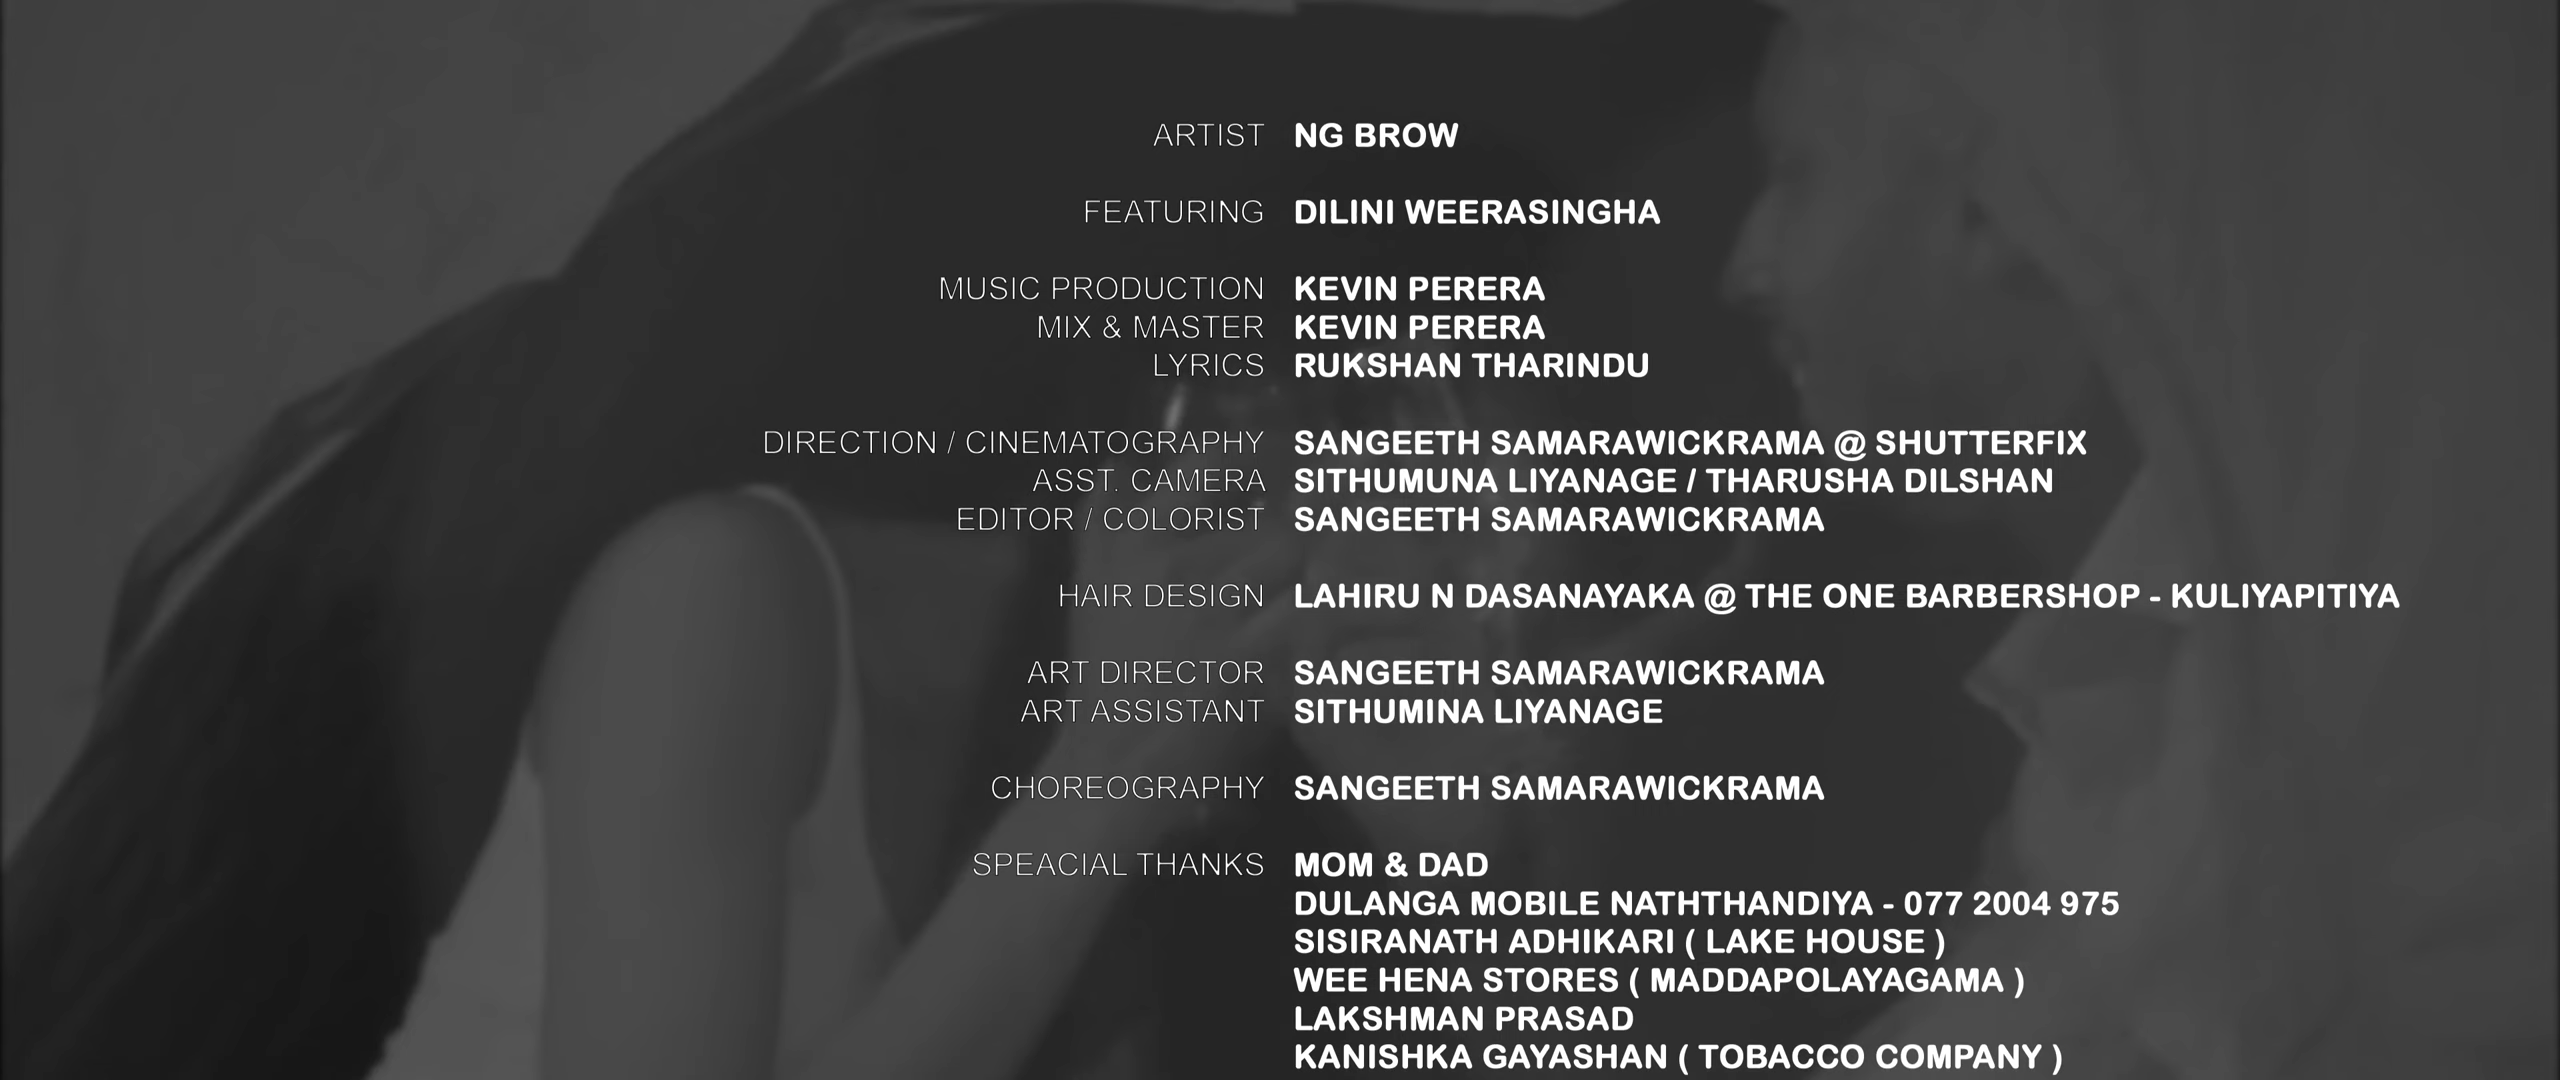 ARTIST NG BROW
FEATURING DILINI WEERASINGHA
MUSIC PRODUCTION KEVIN PERERA
MIX & MASTER KEVIN PERERA
LYRICS RUKSHAN THARINDU
DIRECTION / CINEMATOGRAPHY SANGEETH SAMARAWICKRAMA @ SHUTTERFIX
ASST. CAMERA SITHUMUNA LIYANAGE / THARUSHA DILSHAN
EDITOR / COLORIST SANGEETH SAMARAWICKRAMA
HAIR DESIGN LAHIRU N DASANAYAKA @ THE ONE BARBERSHOP - KULIYAPITIYA
ART DIRECTOR SANGEETH SAMARAWICKRAMA
ART ASSISTANT SITHUMINA LIYANAGE
CHOREOGRAPHY SANGEETH SAMARAWICKRAMA
SPEACIAL THANKS MOM & DAD
DULANGA MOBILE NATHTHANDIYA - 077 2004 975
SISIRANATH ADHIKARI ( LAKE HOUSE )
WEE HENA STORES ( MADDAPOLAYAGAMA )
LAKSHMAN PRASAD
KANISHKA GAYASHAN ( TOBACCO COMPANY )